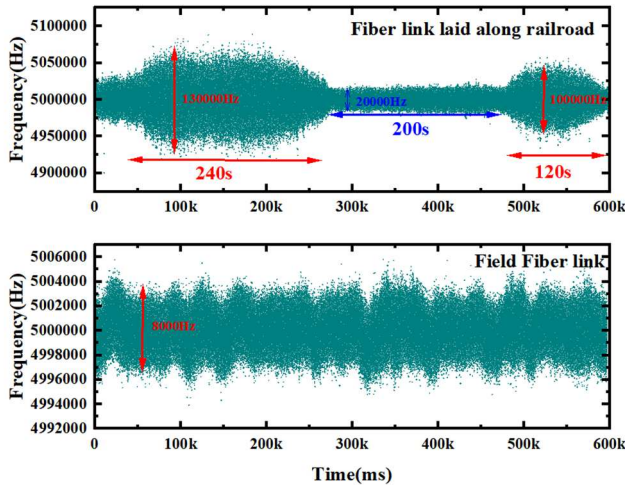 Fiber link laid along railroad
Frequency(Hz)
5100000
5050000
5000000
4950000
4900000
130000Hz
20000Hz
100000Hz
240s
200s
120s
0 100k 200k 300k 400k 500k 600k
Field Fiber link
Frequency(Hz)
5006000
5004000
5002000
5000000
4998000
4996000
4994000
4992000
8000Hz
0 100k 200k 300k 400k 500k 600k
Time(ms)